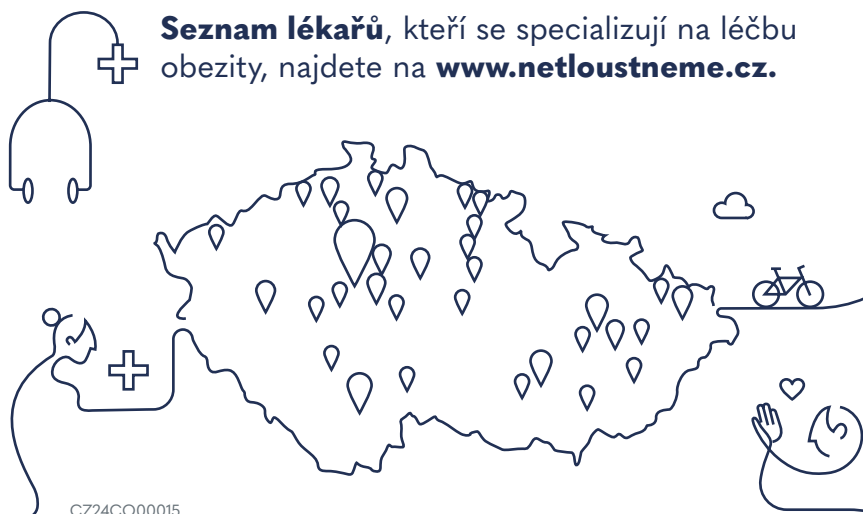 Seznam lékařů, kteří se specializují na léčbu
obezity, najdete na www.netloustneme.cz.
CZ24CO00015